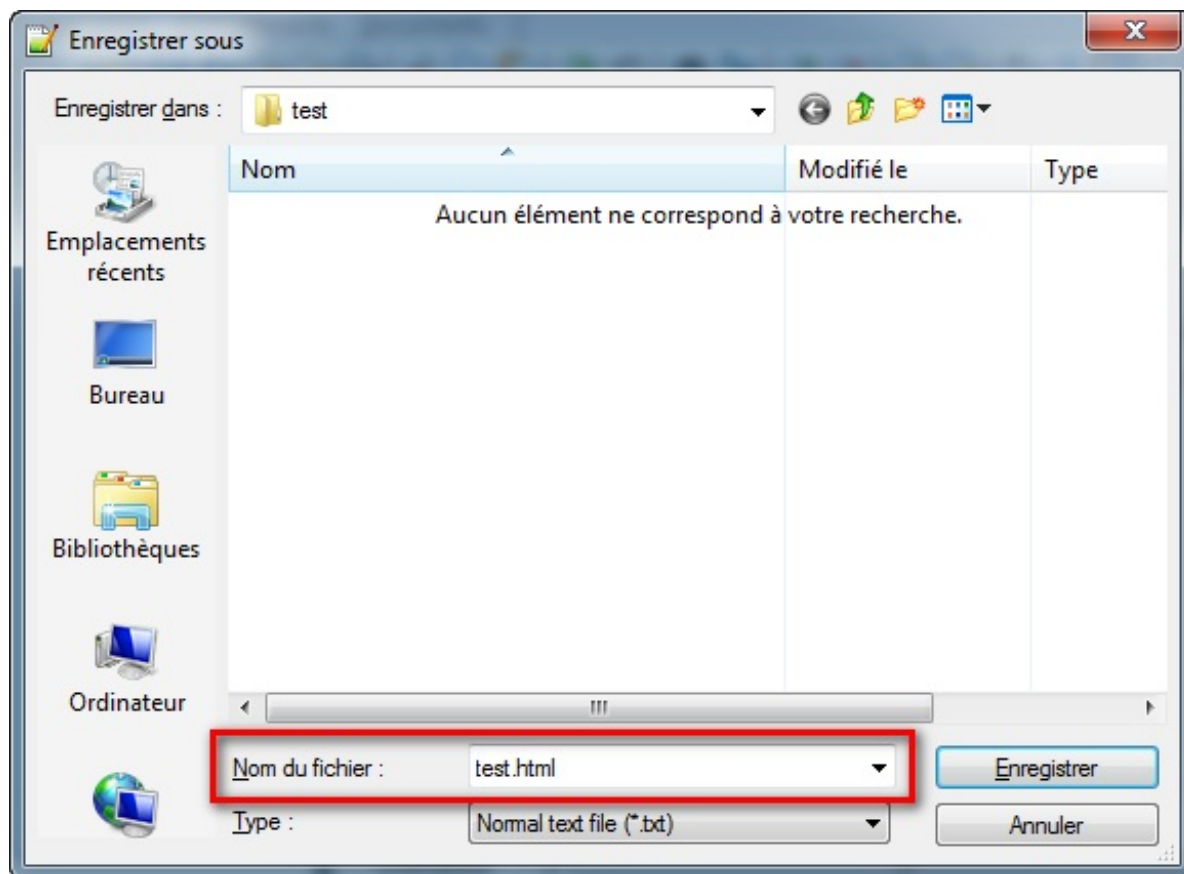 Enregistrer sous
Enregistrer dans :
test
Nom
Modifié le
Type
Aucun élément ne correspond à votre recherche.
Emplacements
récents
Bureau
Bibliothèques
Ordinateur
Nom du fichier :
test.html
Enregistrer
Type :
Normal text file (*.txt)
Annuler